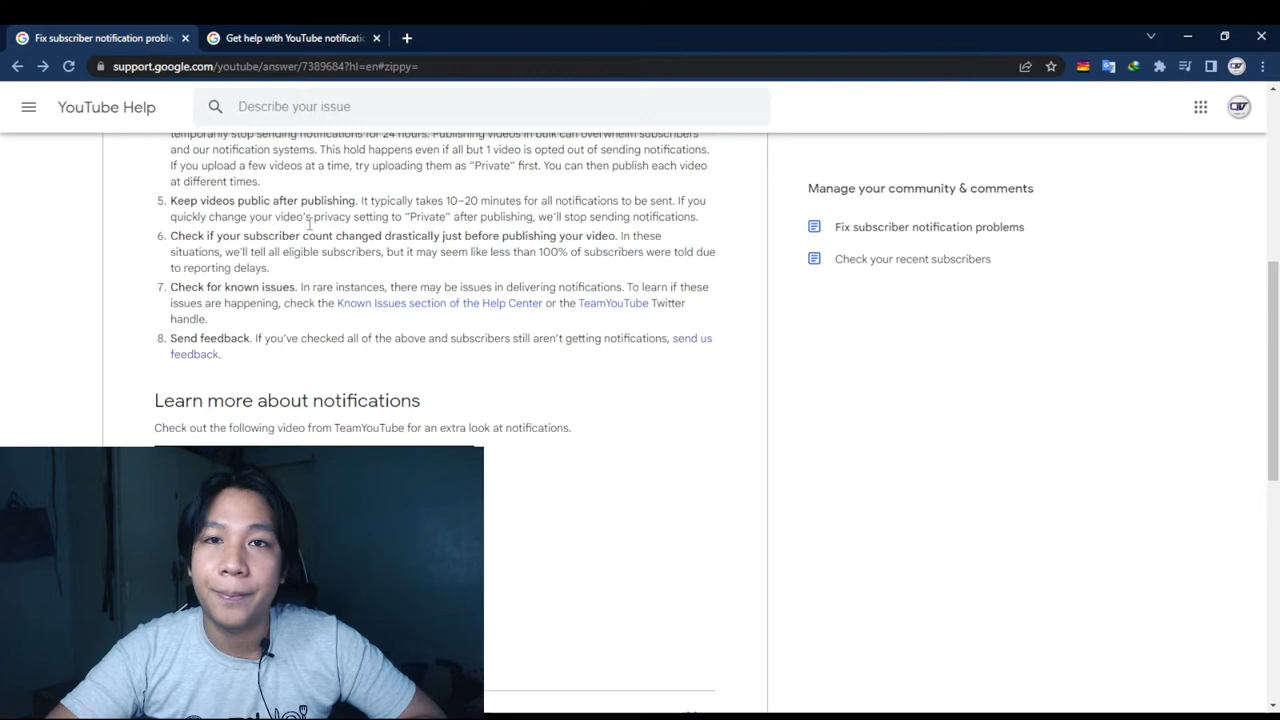 Fix subscriber notification proble
Get help with YouTube notificati
support.google.com/youtube/answer/7389684?hl=en#zippy=
YouTube Help
Describe your issue
temporarily stop sending notifications for 24 hours. Publishing videos in bulk can overwhelm subscribers
and our notification systems. This hold happens even if all but 1 video is opted out of sending notifications.
If you upload a few videos at a time, try uploading them as “Private” first. You can then publish each video
at different times.
5. Keep videos public after publishing. It typically takes 10–20 minutes for all notifications to be sent. If you
quickly change your video’s privacy setting to “Private” after publishing, we’ll stop sending notifications.
6. Check if your subscriber count changed drastically just before publishing your video. In these
situations, we’ll tell all eligible subscribers, but it may seem like less than 100% of subscribers were told due
to reporting delays.
7. Check for known issues. In rare instances, there may be issues in delivering notifications. To learn if these
issues are happening, check the Known Issues section of the Help Center or the TeamYouTube Twitter
handle.
8. Send feedback. If you’ve checked all of the above and subscribers still aren’t getting notifications, send us
feedback.
Learn more about notifications
Check out the following video from TeamYouTube for an extra look at notifications.
Manage your community & comments
Fix subscriber notification problems
Check your recent subscribers